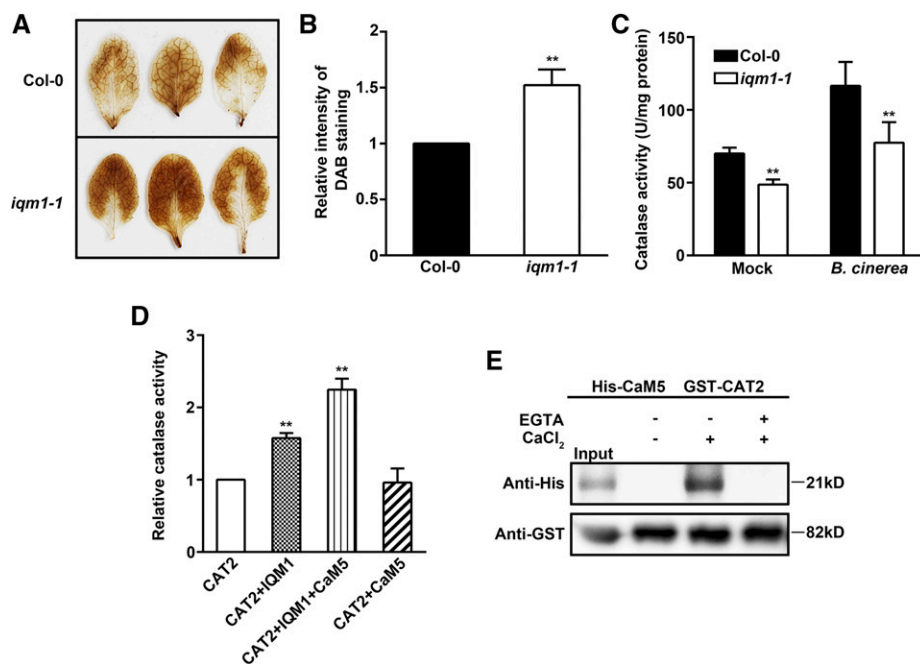 A
Col-0
iqm1-1
B
Relative intensity of
DAB staining
2
1.5
1
0.5
0
Col-0
iqm1-1
**
C
Catalase activity (U/mg protein)
150
100
50
0
Col-0
iqm1-1
**
**
Mock
B. cinerea
D
Relative catalase activity
3
2
1
0
**
**
CAT2
CAT2+IQM1
CAT2+IQM1+CaM5
CAT2+CaM5
E
His-CaM5 GST-CAT2
EGTA - - +
CaCl₂ - + +
Input
Anti-His 21kD
Anti-GST 82kD